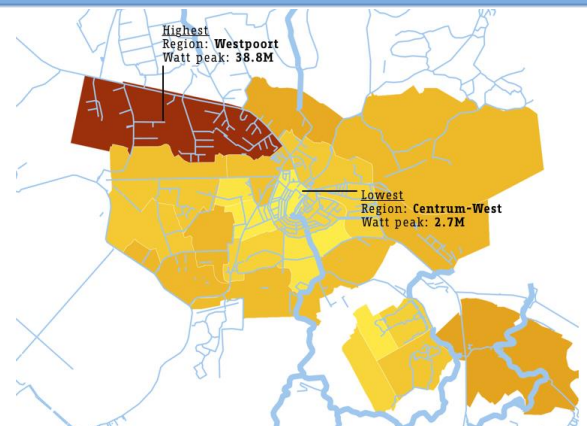 Highest
Region: Westpoort
Watt peak: 38.8M
Lowest
Region: Centrum-West
Watt peak: 2.7M